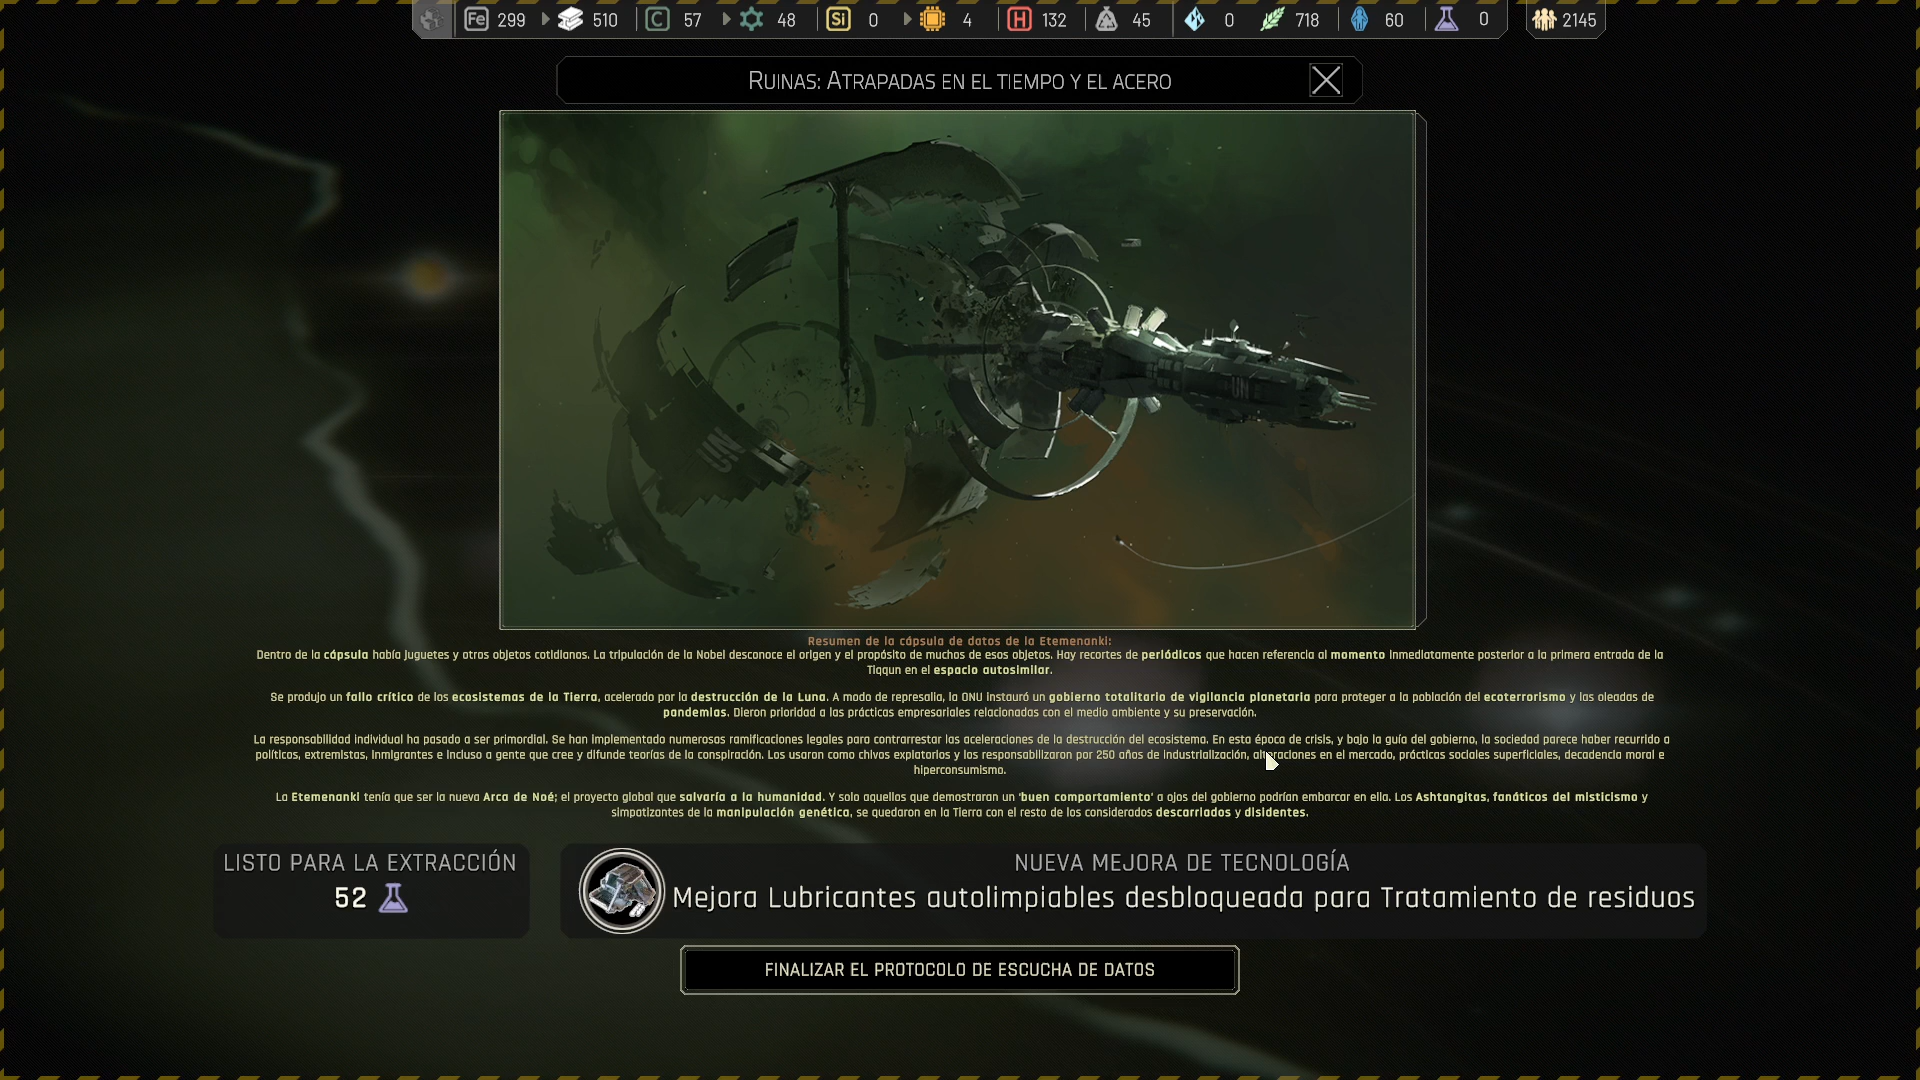 Fe 299 510 C 57 48 Si 0 4 H 132 45 0 718 60 0 2145
RUINAS: ATRAPADAS EN EL TIEMPO Y EL ACERO
UN
UN
Resumen de la cápsula de datos de la Etemenanki:
Dentro de la cápsula había juguetes y otros objetos cotidianos. La tripulación de la Nobel desconoce el origen y el propósito de muchos de esos objetos. Hay recortes de periódicos que hacen referencia al momento inmediatamente posterior a la primera entrada de la
Tiqqun en el espacio autosimilar.
Se produjo un fallo crítico de los ecosistemas de la Tierra, acelerado por la destrucción de la Luna. A modo de represalia, la ONU instauró un gobierno totalitario de vigilancia planetaria para proteger a la población del ecoterrorismo y las oleadas de
pandemias. Dieron prioridad a las prácticas empresariales relacionadas con el medio ambiente y su preservación.
La responsabilidad individual ha pasado a ser primordial. Se han implementado numerosas ramificaciones legales para contrarrestar las aceleraciones de la destrucción del ecosistema. En esta época de crisis, y bajo la guía del gobierno, la sociedad parece haber recurrido a
políticos, extremistas, inmigrantes e incluso a gente que cree y difunde teorías de la conspiración. Los usaron como chivos expiatorios y los responsabilizaron por 250 años de industrialización, en el mercado, prácticas sociales superficiales, decadencia moral e
hiperconsumismo.
La Etemenanki tenía que ser la nueva Arca de Noé; el proyecto global que salvaría a la humanidad. Y solo aquellos que demostraran un 'buen comportamiento' a ojos del gobierno podrían embarcar en ella. Los Ashtangitas, fanáticos del misticismo y
simpatizantes de la manipulación genética, se quedaron en la Tierra con el resto de los considerados descarriados y disidentes.
LISTO PARA LA EXTRACCIÓN
52
NUEVA MEJORA DE TECNOLOGÍA
Mejora Lubricantes autolimpiables desbloqueada para Tratamiento de residuos
FINALIZAR EL PROTOCOLO DE ESCUCHA DE DATOS